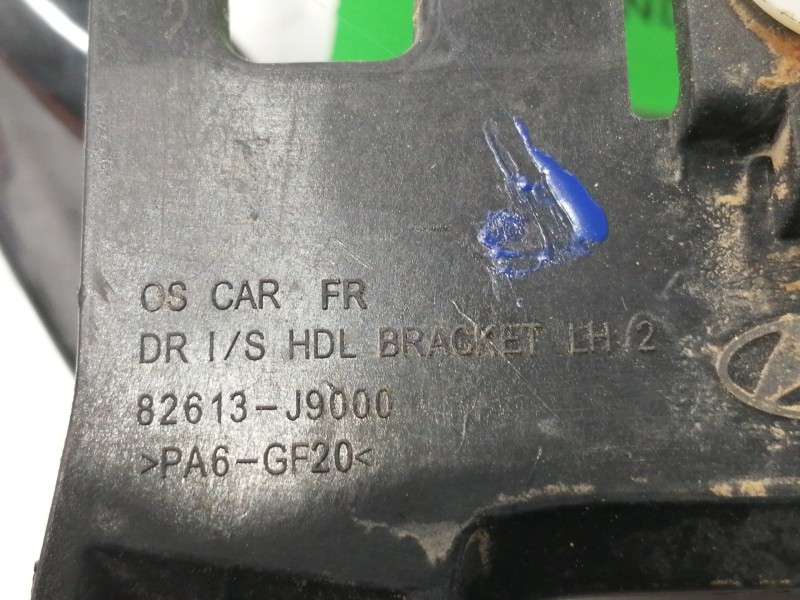 OS CAR FR
DR I/S HDL BRACKET LH 2
82613-J9000
>PA6-GF20<